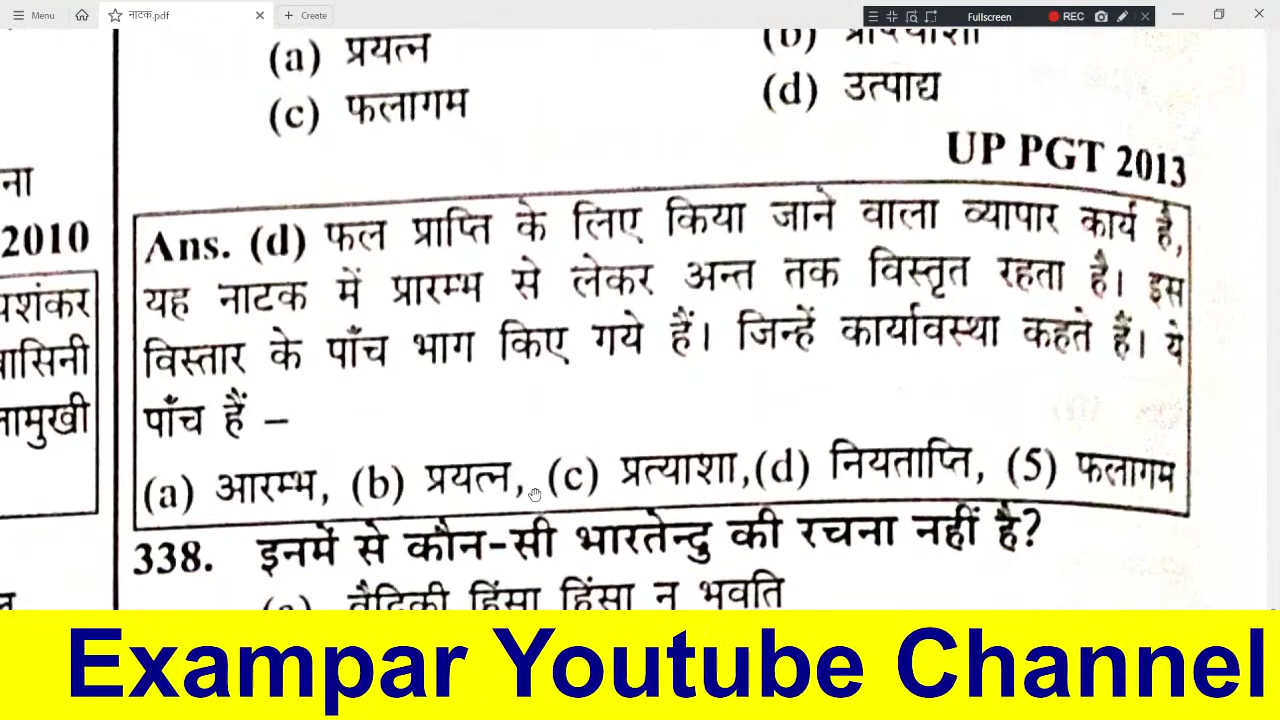 Menu
नाटक.pdf
Create
Fullscreen
REC
(a) प्रयत्न
(c) फलागम
(d) उत्पाद्य
UP PGT 2013
ना
2010
Ans. (d) फल प्राप्ति के लिए किया जाने वाला व्यापार कार्य है,
यह नाटक में प्रारम्भ से लेकर अन्त तक विस्तृत रहता है। इस
विस्तार के पाँच भाग किए गये हैं। जिन्हें कार्यावस्था कहते हैं। ये
पाँच हैं –
(a) आरम्भ, (b) प्रयत्न, (c) प्रत्याशा,(d) नियताप्ति, (5) फलागम
338. इनमें से कौन-सी भारतेन्दु की रचना नहीं है?
(a) वैदिकी हिंसा हिंसा न भवति
Exampar Youtube Channel